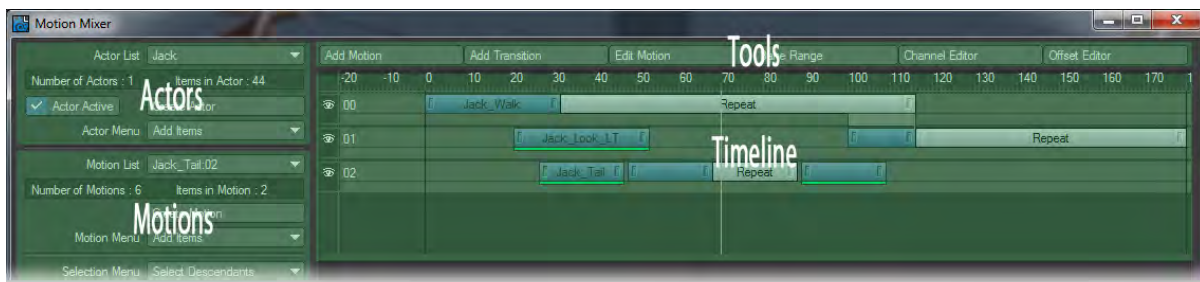 Motion Mixer
Actor List Jack
Number of Actors : 1 Items in Actor : 44
Actor Active
Actors
Actor Menu Add Items
Motion List Jack_Tail:02
Number of Motions : 6 Items in Motion : 2
Motions
Motion Menu Add Items
Selection Menu Select Descendants
Add Motion Add Transition Edit Motion Range Channel Editor Offset Editor
Tools
-20 -10 0 10 20 30 40 50 60 70 80 90 100 110 120 130 140 150 160 170 1
00 Jack_Walk Repeat
01 Jack_Look_LT Repeat
Timeline
02 Jack_Tail Repeat